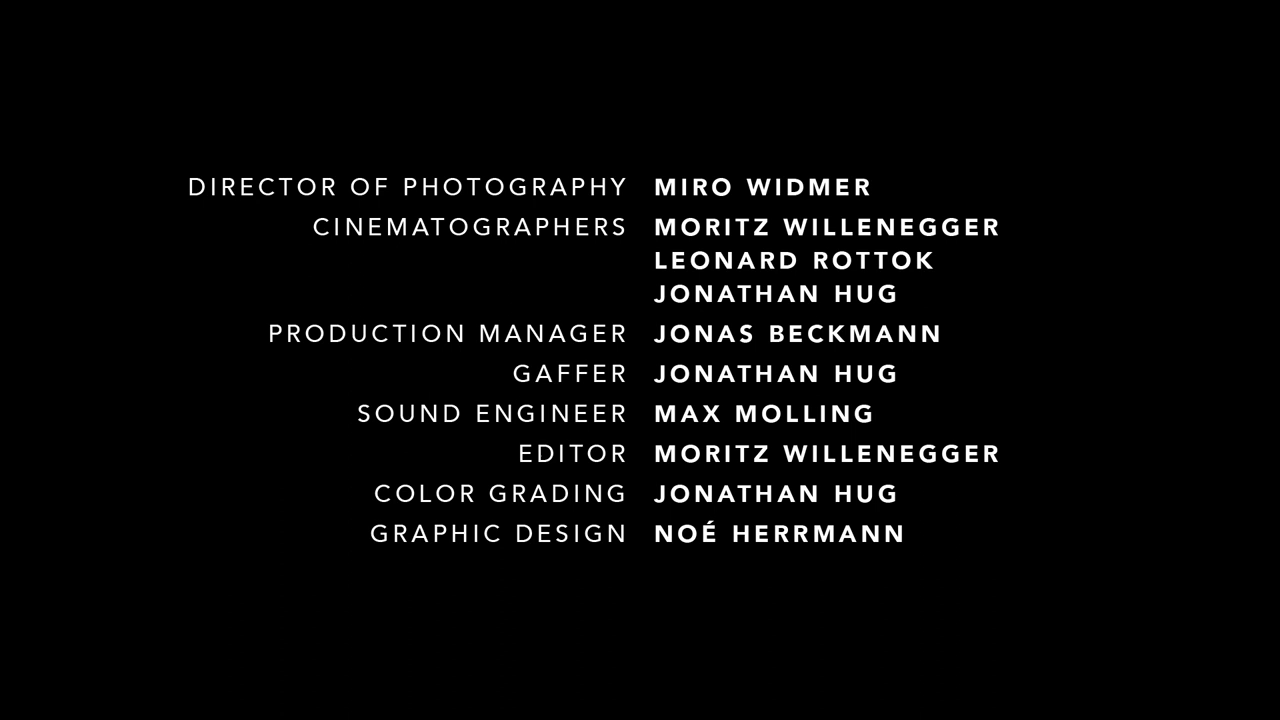 DIRECTOR OF PHOTOGRAPHY MIRO WIDMER
CINEMATOGRAPHERS MORITZ WILLENEGGER
LEONARD ROTTOK
JONATHAN HUG
PRODUCTION MANAGER JONAS BECKMANN
GAFFER JONATHAN HUG
SOUND ENGINEER MAX MOLLING
EDITOR MORITZ WILLENEGGER
COLOR GRADING JONATHAN HUG
GRAPHIC DESIGN NOÉ HERRMANN